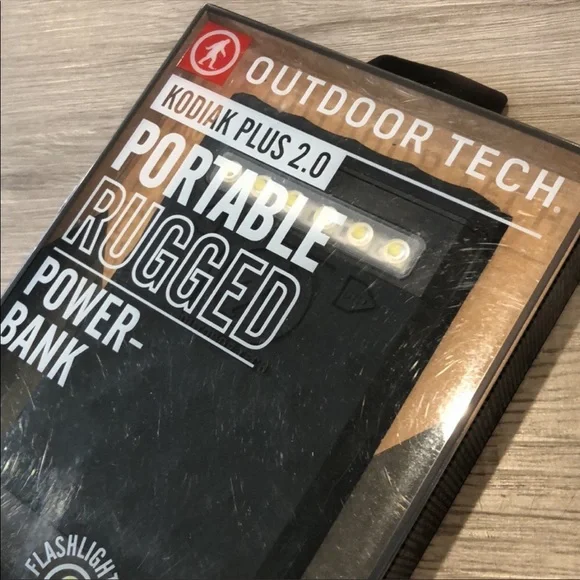 OUTDOOR TECH.
KODIAK PLUS 2.0
PORTABLE
RUGGED
POWER-
BANK
FLASHLIGHT